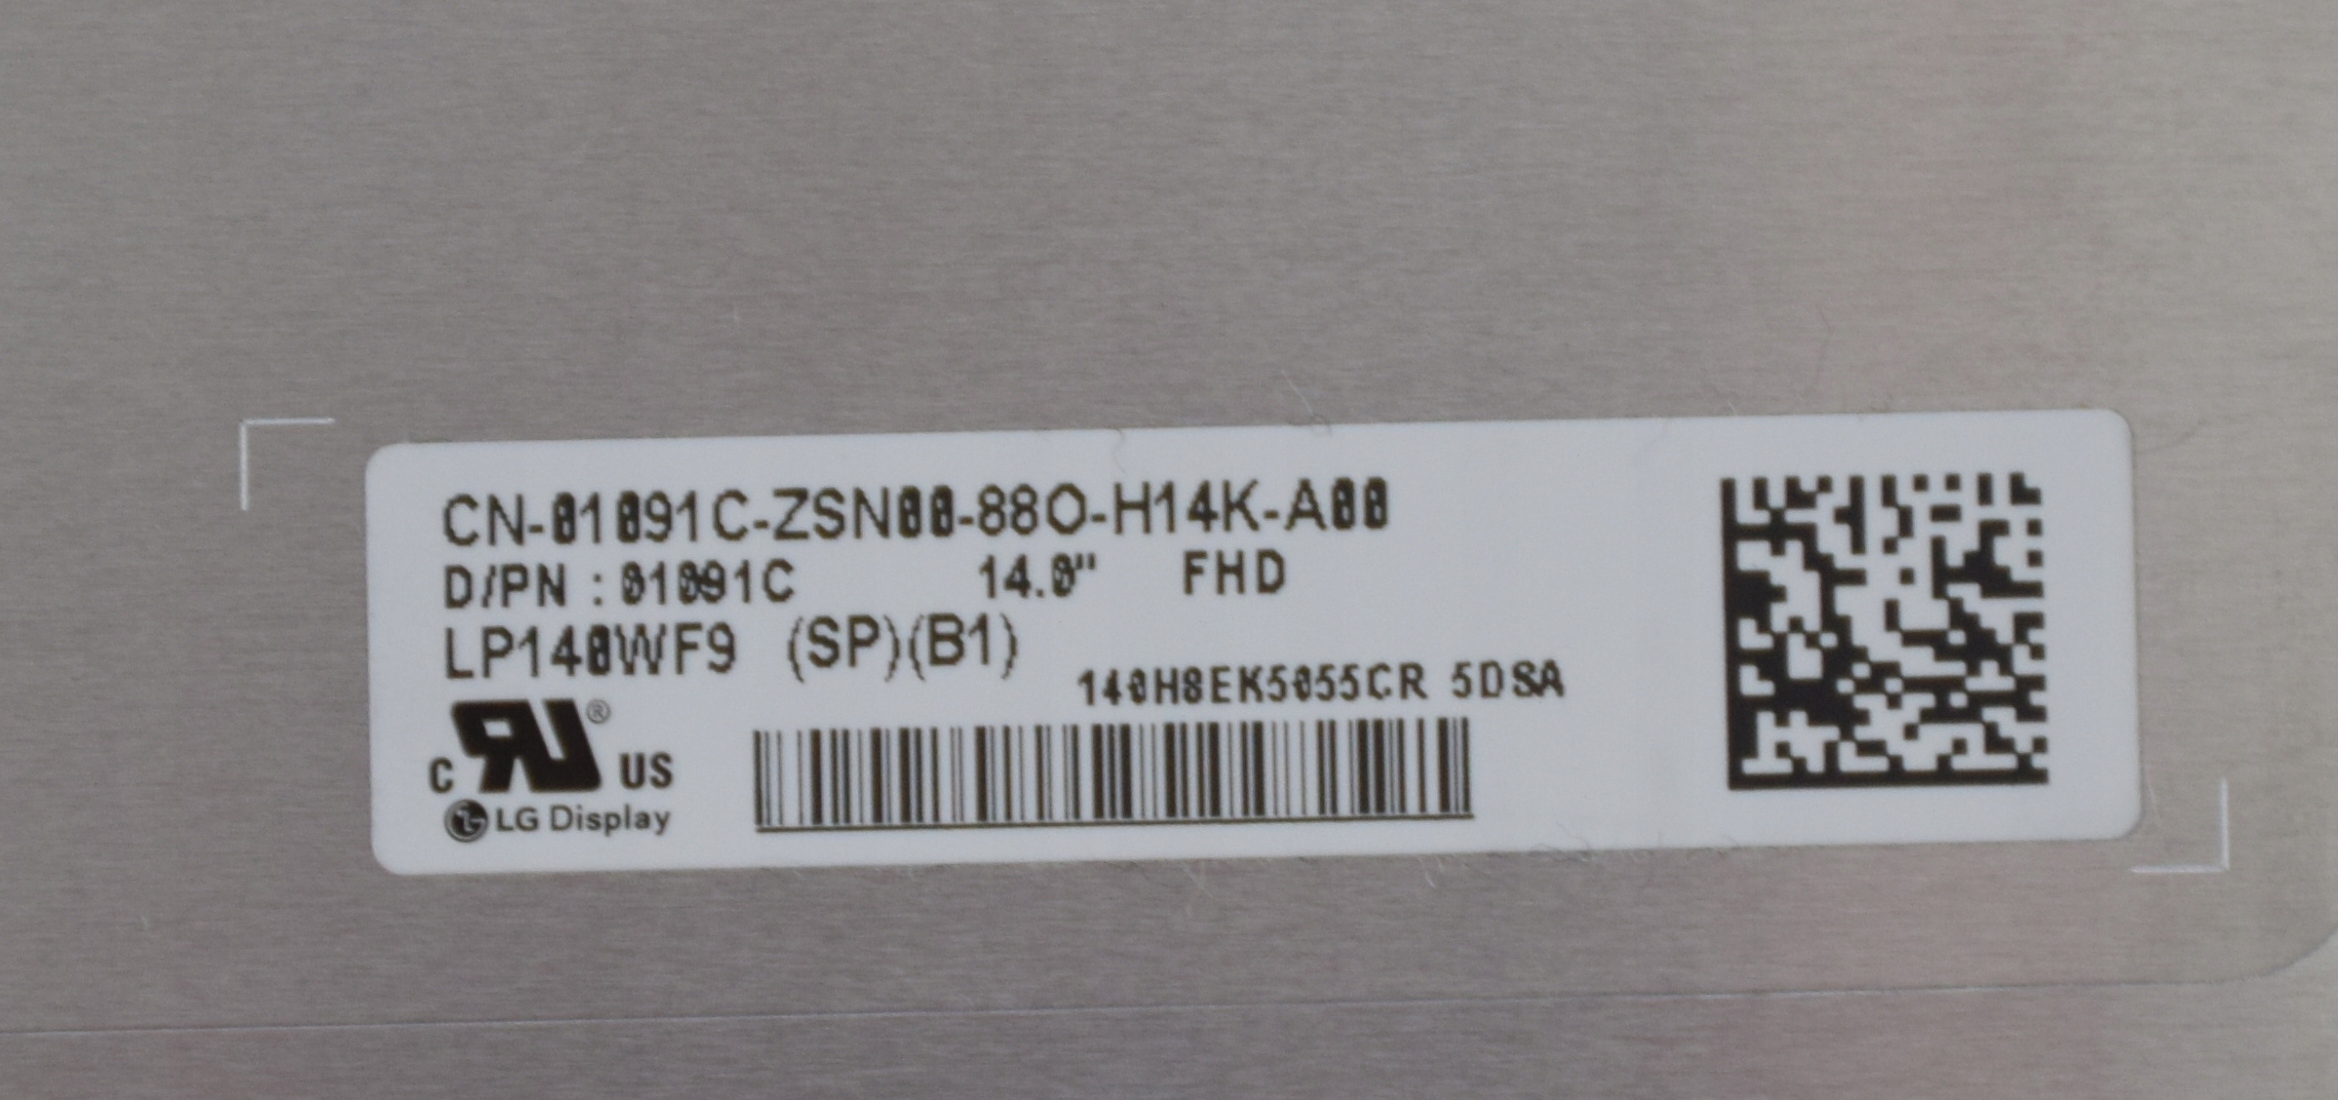 CN-01091C-ZSN00-88O-H14K-A00
D/PN : 01091C 14.0" FHD
LP140WF9 (SP)(B1)
140H8EK5055CR 5DSA
C RU ® US
LG Display